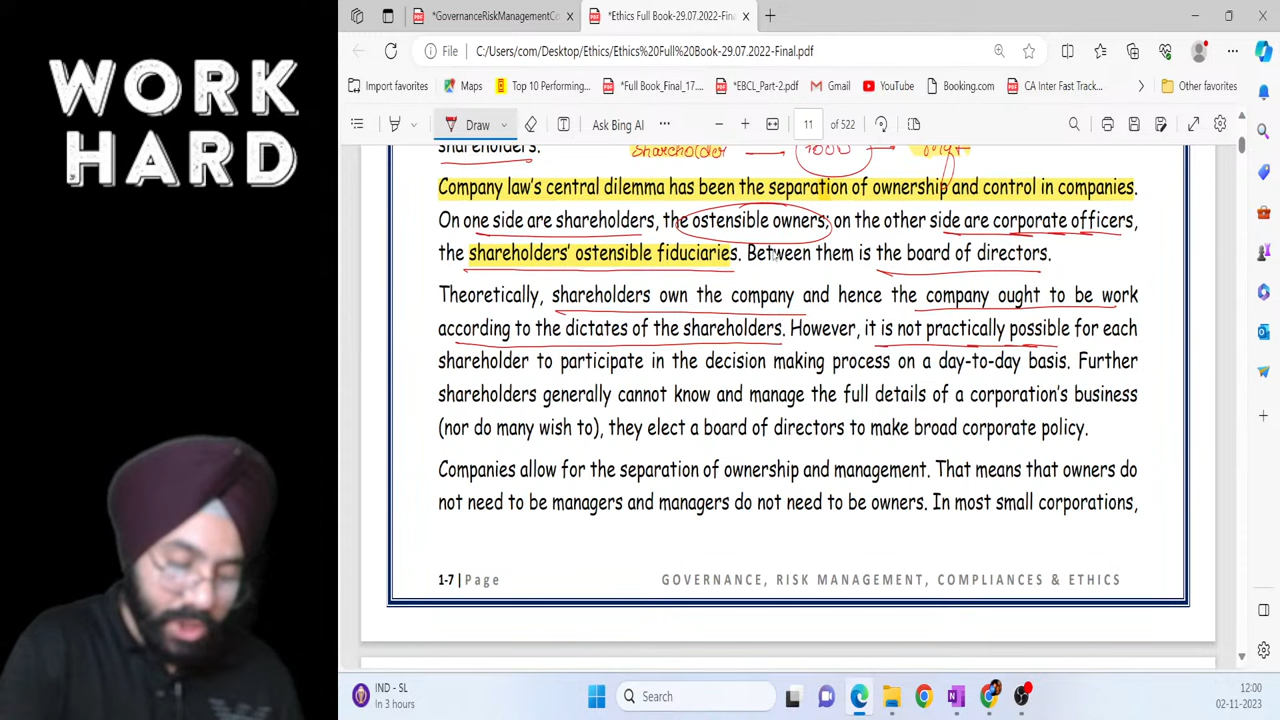 WORK
HARD
*GovernanceRiskManagementCo
*Ethics Full Book-29.07.2022-Final.
File
C:/Users/com/Desktop/Ethics/Ethics%20Full%20Book-29.07.2022-Final.pdf
Import favorites
Maps
Top 10 Performing...
*Full Book_Final_17...
*EBCL_Part-2.pdf
Gmail
YouTube
Booking.com
CA Inter Fast Track...
Other favorites
Draw
Ask Bing AI
11 of 522
shareholders.
Shareholder
Company law's central dilemma has been the separation of ownership and control in companies.
On one side are shareholders, the ostensible owners; on the other side are corporate officers,
the shareholders' ostensible fiduciaries. Between them is the board of directors.
Theoretically, shareholders own the company and hence the company ought to be work
according to the dictates of the shareholders. However, it is not practically possible for each
shareholder to participate in the decision making process on a day-to-day basis. Further
shareholders generally cannot know and manage the full details of a corporation's business
(nor do many wish to), they elect a board of directors to make broad corporate policy.
Companies allow for the separation of ownership and management. That means that owners do
not need to be managers and managers do not need to be owners. In most small corporations,
1-7 | Page
GOVERNANCE, RISK MANAGEMENT, COMPLIANCES & ETHICS
IND - SL
In 3 hours
Search
12:00
02-11-2023